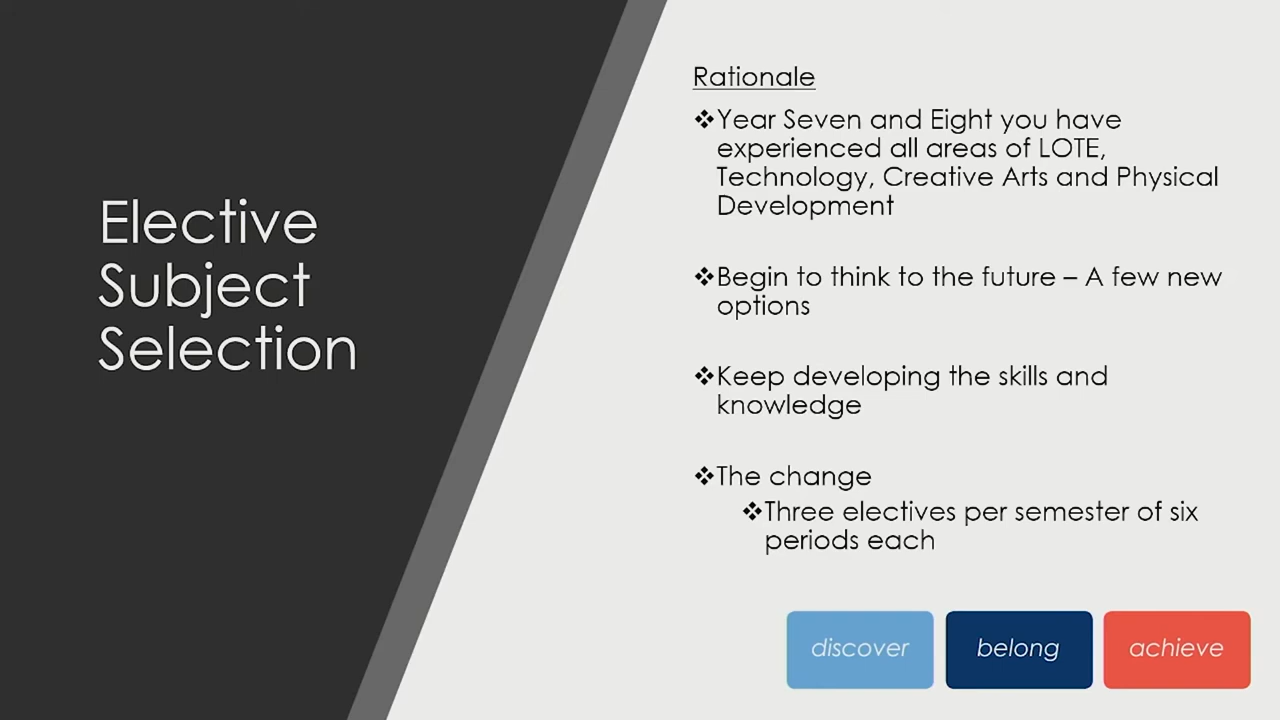 Elective
Subject
Selection
Rationale
❖Year Seven and Eight you have
experienced all areas of LOTE,
Technology, Creative Arts and Physical
Development
❖Begin to think to the future – A few new
options
❖Keep developing the skills and
knowledge
❖The change
❖Three electives per semester of six
periods each
discover
belong
achieve